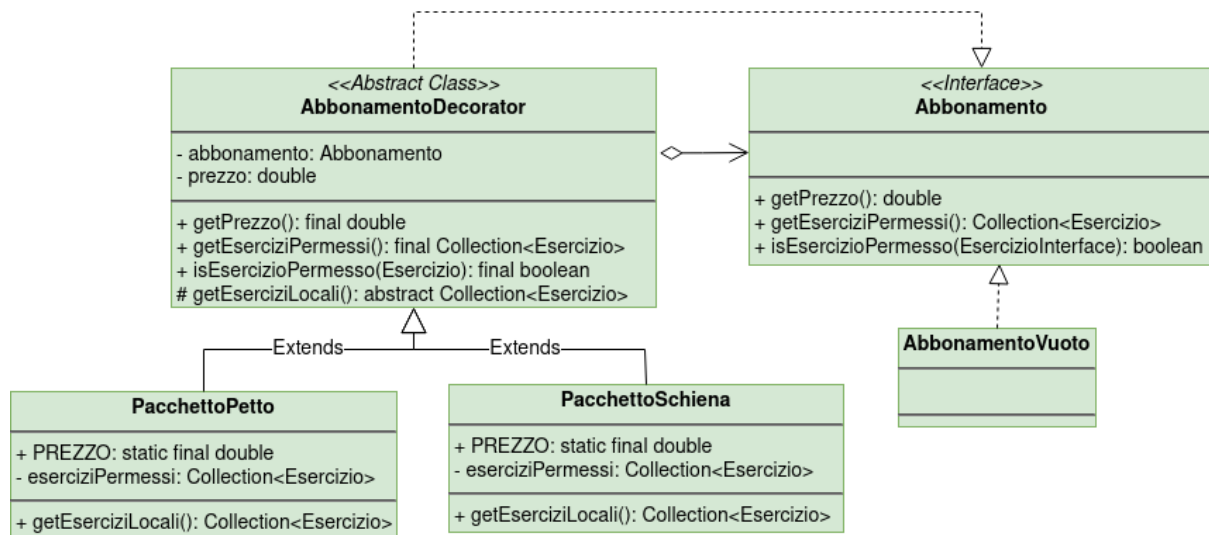 <<Abstract Class>>
AbbonamentoDecorator
- abbonamento: Abbonamento
- prezzo: double
+ getPrezzo(): final double
+ getEserciziPermessi(): final Collection<Esercizio>
+ isEsercizioPermesso(Esercizio): final boolean
# getEserciziLocali(): abstract Collection<Esercizio>
<<Interface>>
Abbonamento
+ getPrezzo(): double
+ getEserciziPermessi(): Collection<Esercizio>
+ isEsercizioPermesso(EsercizioInterface): boolean
Extends
Extends
AbbonamentoVuoto
PacchettoPetto
+ PREZZO: static final double
- eserciziPermessi: Collection<Esercizio>
+ getEserciziLocali(): Collection<Esercizio>
PacchettoSchiena
+ PREZZO: static final double
- eserciziPermessi: Collection<Esercizio>
+ getEserciziLocali(): Collection<Esercizio>